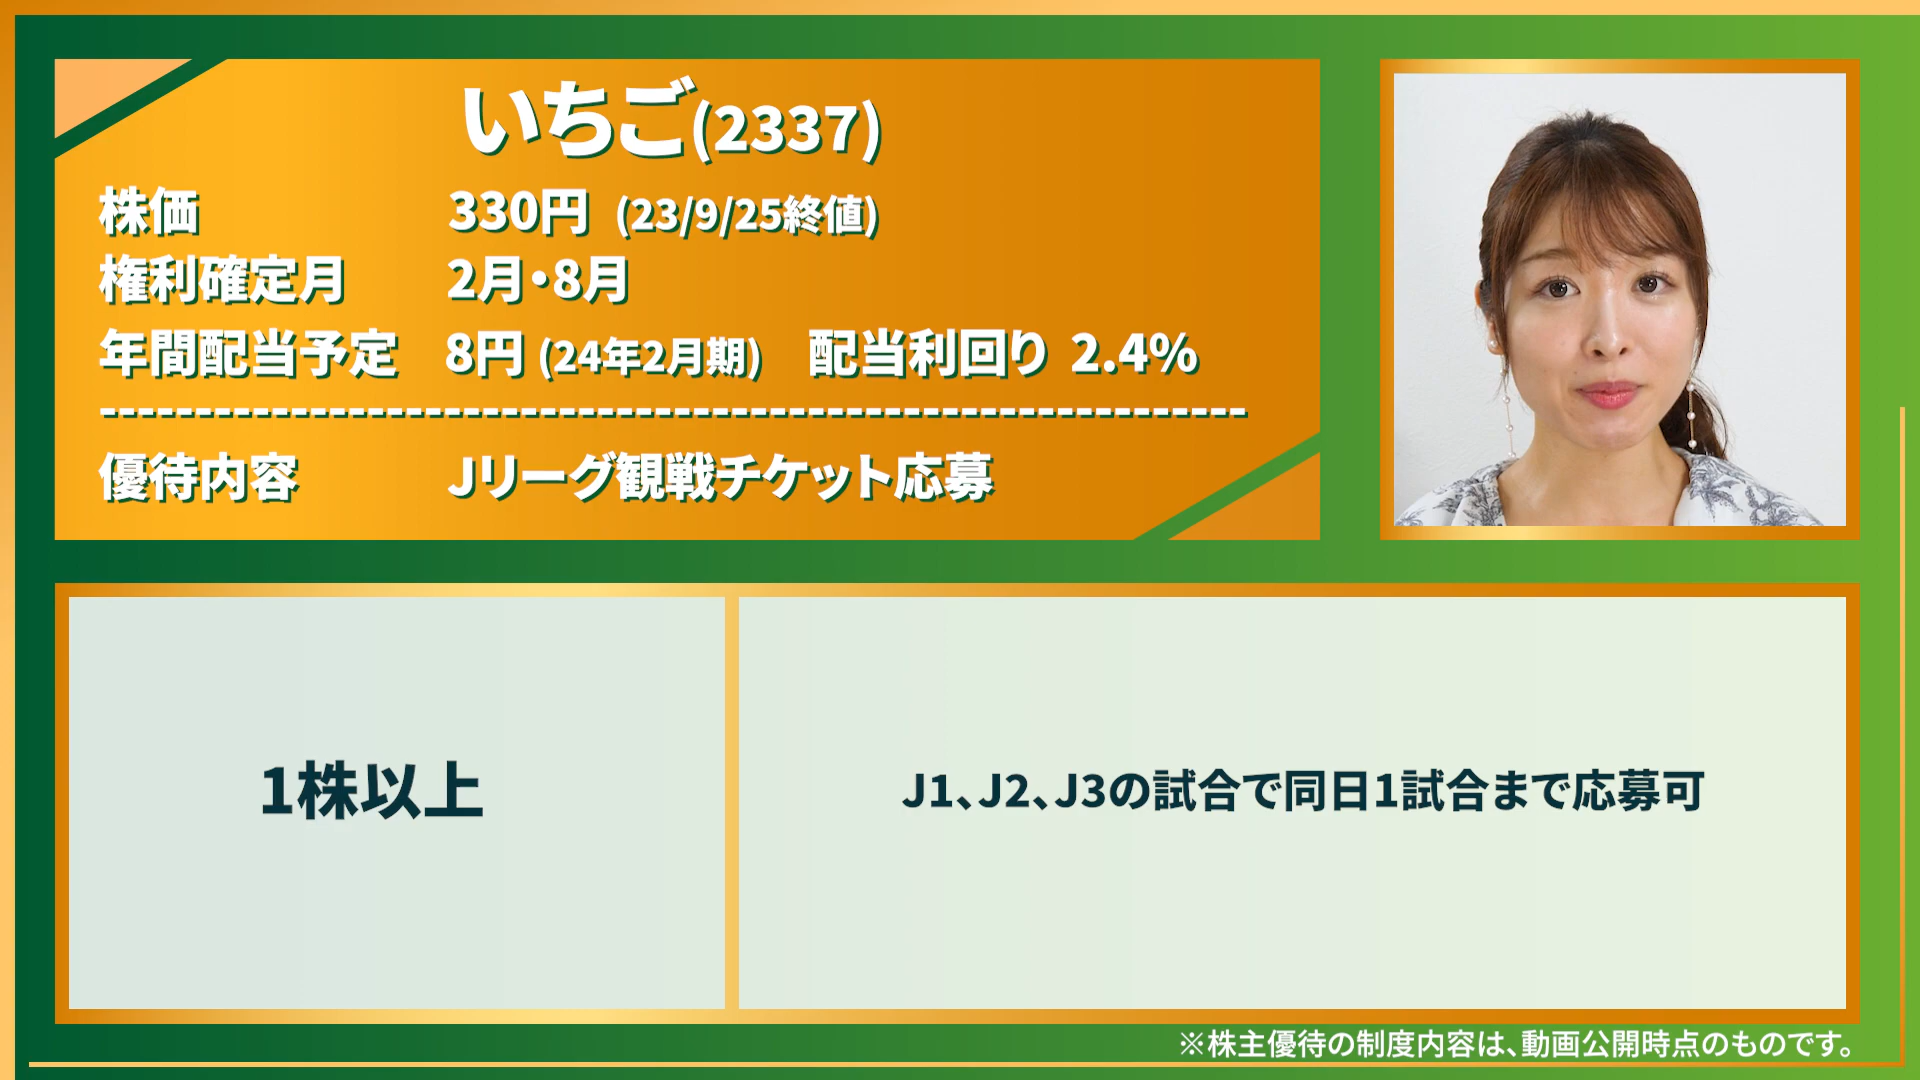 いちご(2337)
株価 330円 (23/9/25終値)
権利確定月 2月・8月
年間配当予定 8円 (24年2月期) 配当利回り 2.4%
優待内容 Jリーグ観戦チケット応募
1株以上
J1、J2、J3の試合で同日1試合まで応募可
※株主優待の制度内容は、動画公開時点のものです。